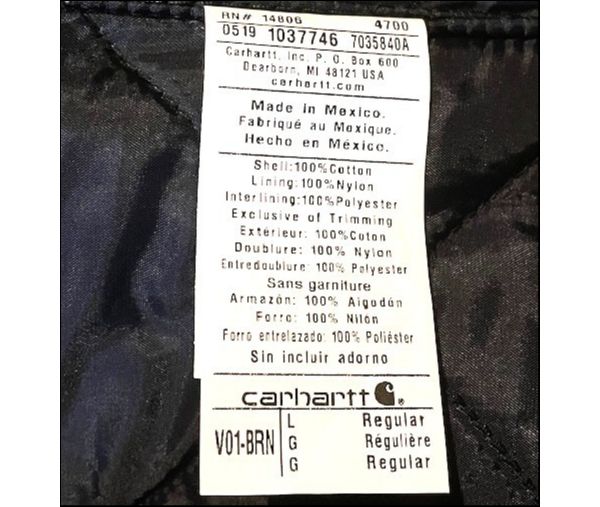 RN# 14806 4700
0519 1037746 7035840A
Carhartt, Inc. P. O. Box 600
Dearborn, MI 48121 USA
carhartt.com
Made in Mexico.
Fabriqué au Mexique.
Hecho en México.
Shell:100%Cotton
Lining:100%Nylon
Interlining:100%Polyester
Exclusive of Trimming
Extérieur: 100%Coton
Doublure: 100% Nylon
Entredoublure: 100% Polyester
Sans garniture
Armazón: 100% Algodón
Forro: 100% Nilón
Forro entrelazado: 100% Poliéster
Sin incluir adorno
carhartt®
V01-BRN
L Regular
G Régulière
G Regular